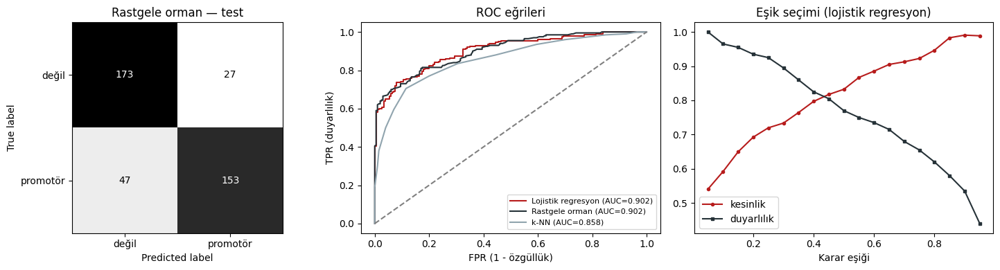 Rastgele orman — test
True label
değil
promotör
173
27
47
153
değil
promotör
Predicted label
ROC eğrileri
TPR (duyarlılık)
1.0
0.8
0.6
0.4
0.2
0.0
Lojistik regresyon (AUC=0.902)
Rastgele orman (AUC=0.902)
k-NN (AUC=0.858)
0.0
0.2
0.4
0.6
0.8
1.0
FPR (1 - özgüllük)
Eşik seçimi (lojistik regresyon)
1.0
0.9
0.8
0.7
0.6
0.5
kesinlik
duyarlılık
0.2
0.4
0.6
0.8
Karar eşiği